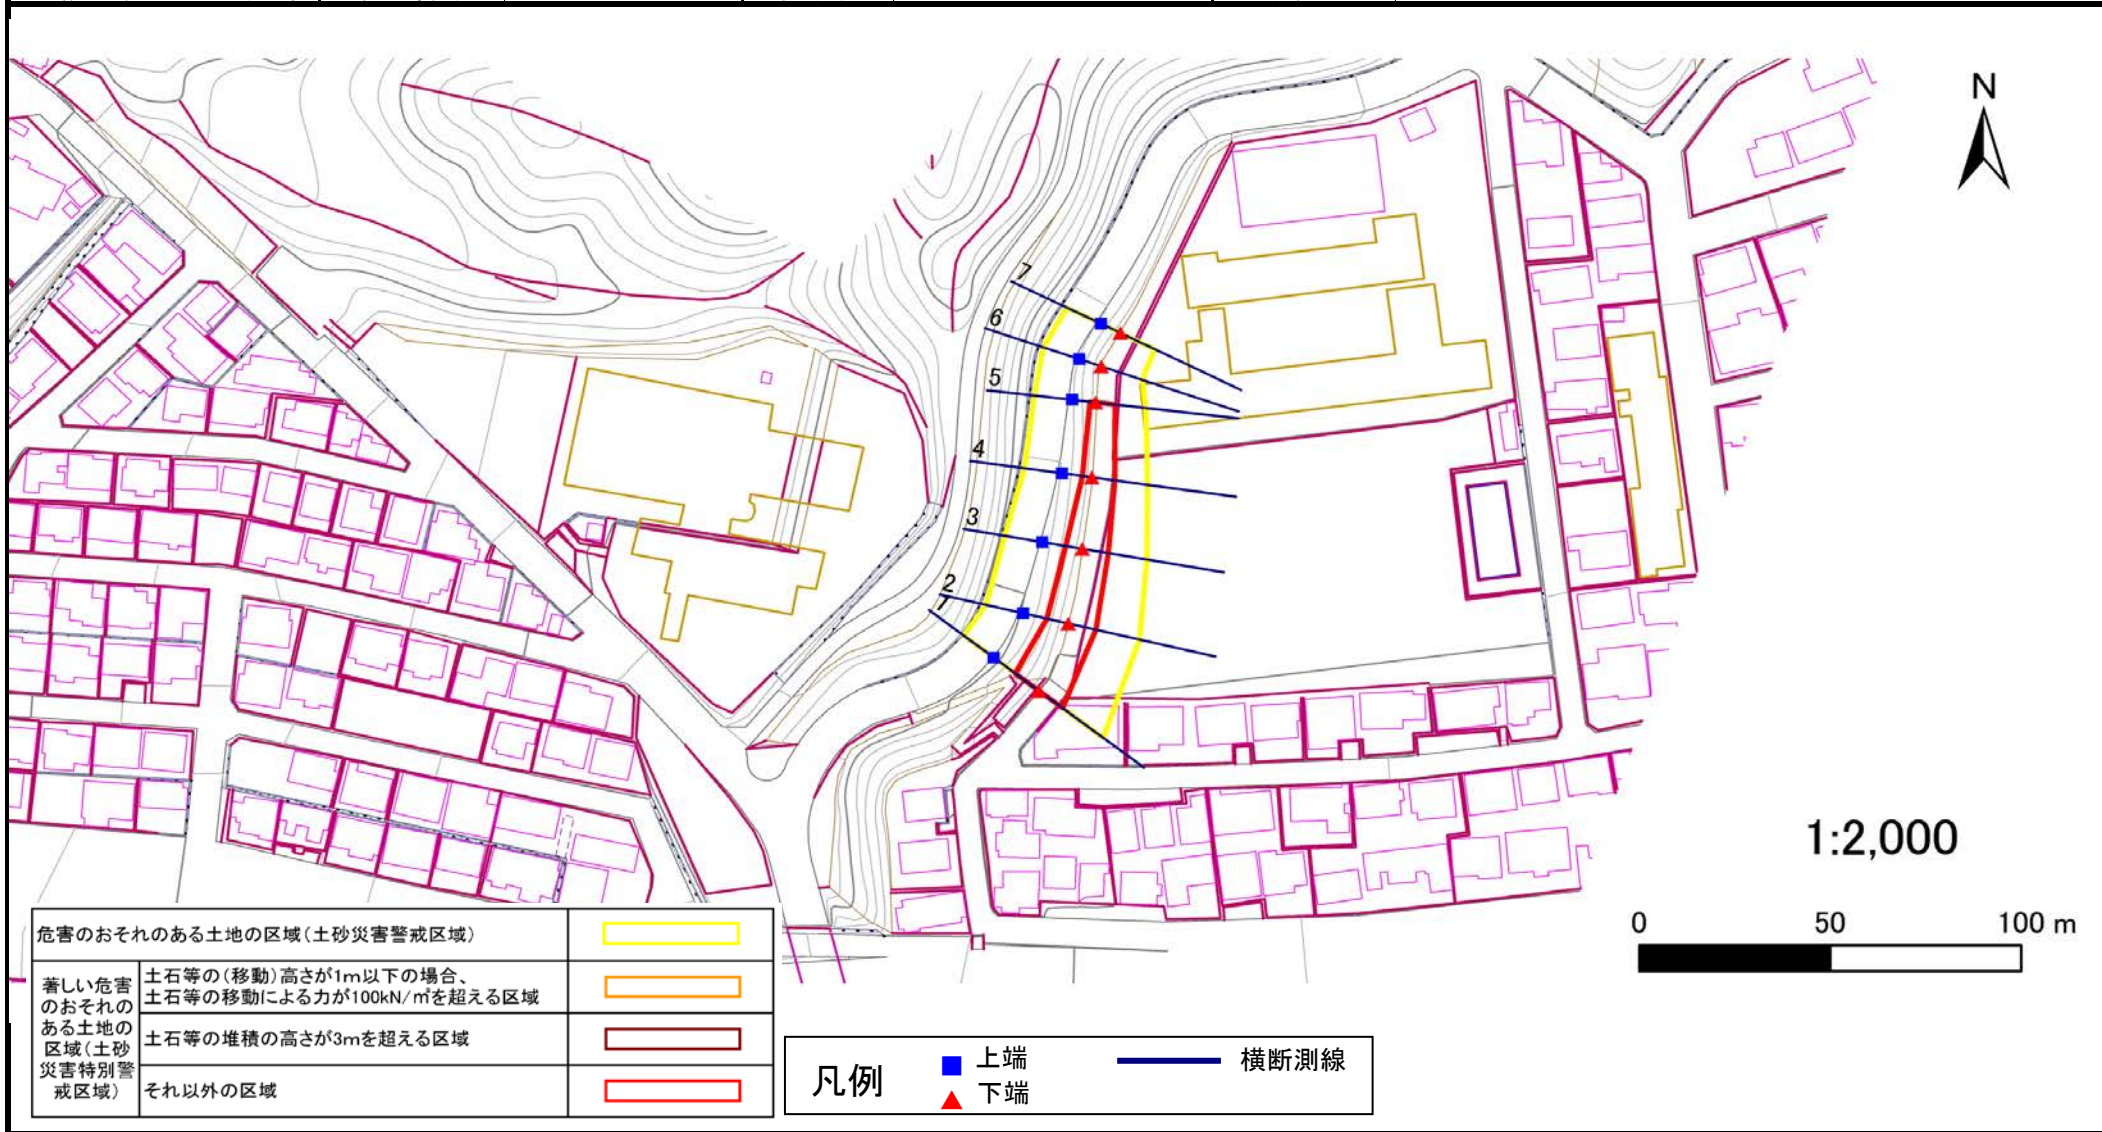 N
7
6
5
4
3
2
1
1:2,000
0 50 100 m
危害のおそれのある土地の区域(土砂災害警戒区域)
著しい危害
のおそれの
ある土地の
区域(土砂
災害特別警
戒区域)
土石等の(移動)高さが1m以下の場合、
土石等の移動による力が100kN/㎡を超える区域
土石等の堆積の高さが3mを超える区域
それ以外の区域
凡例
上端
下端
横断測線